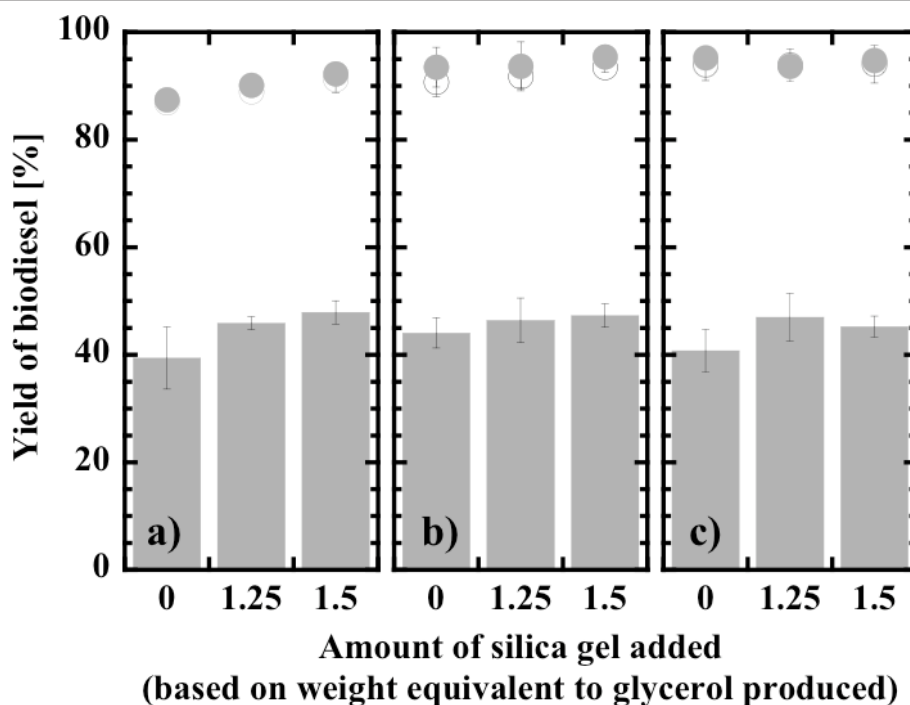 Yield of biodiesel [%]
100
80
60
40
20
0
a)
b)
c)
0 1.25 1.5 0 1.25 1.5 0 1.25 1.5
Amount of silica gel added
(based on weight equivalent to glycerol produced)